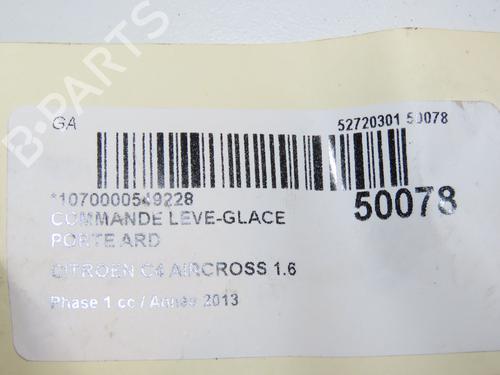 B-PARTS
GA
52720301 50078
*1070000549228
50078
COMMANDE LEVE-GLACE
PORTE ARD
CITROEN C4 AIRCROSS 1.6
Phase 1 cc / Année 2013